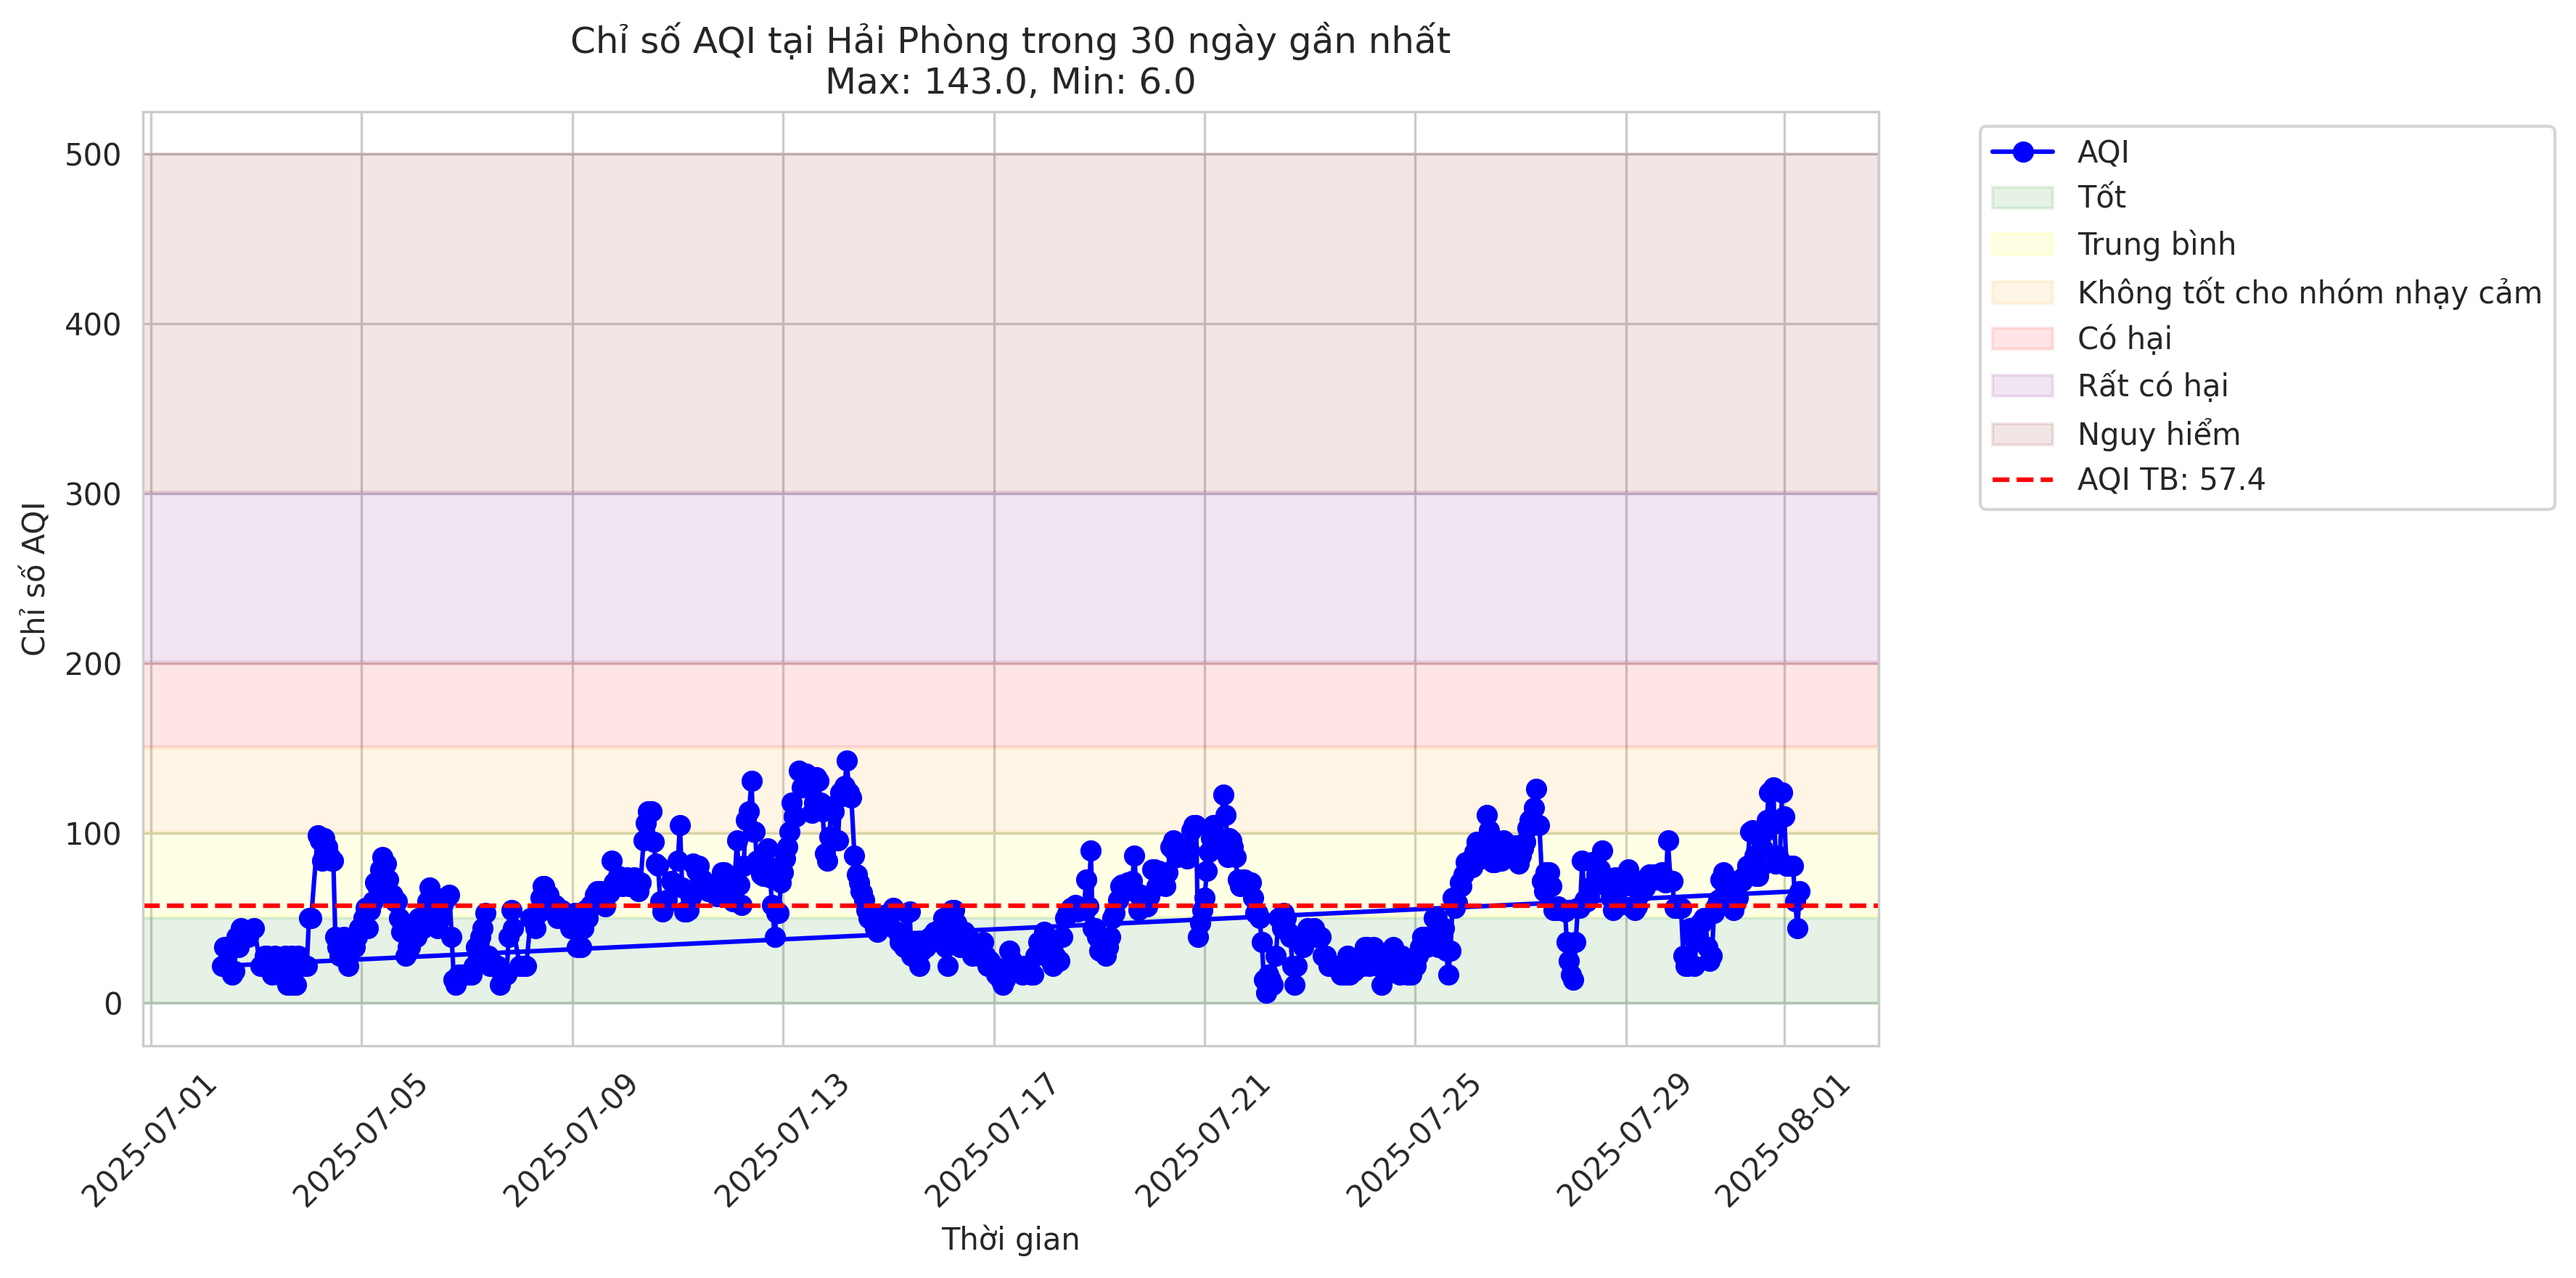 Chỉ số AQI tại Hải Phòng trong 30 ngày gần nhất
Max: 143.0, Min: 6.0
Chỉ số AQI
500
400
300
200
100
0
2025-07-01
2025-07-05
2025-07-09
2025-07-13
2025-07-17
2025-07-21
2025-07-25
2025-07-29
2025-08-01
Thời gian
AQI
Tốt
Trung bình
Không tốt cho nhóm nhạy cảm
Có hại
Rất có hại
Nguy hiểm
AQI TB: 57.4